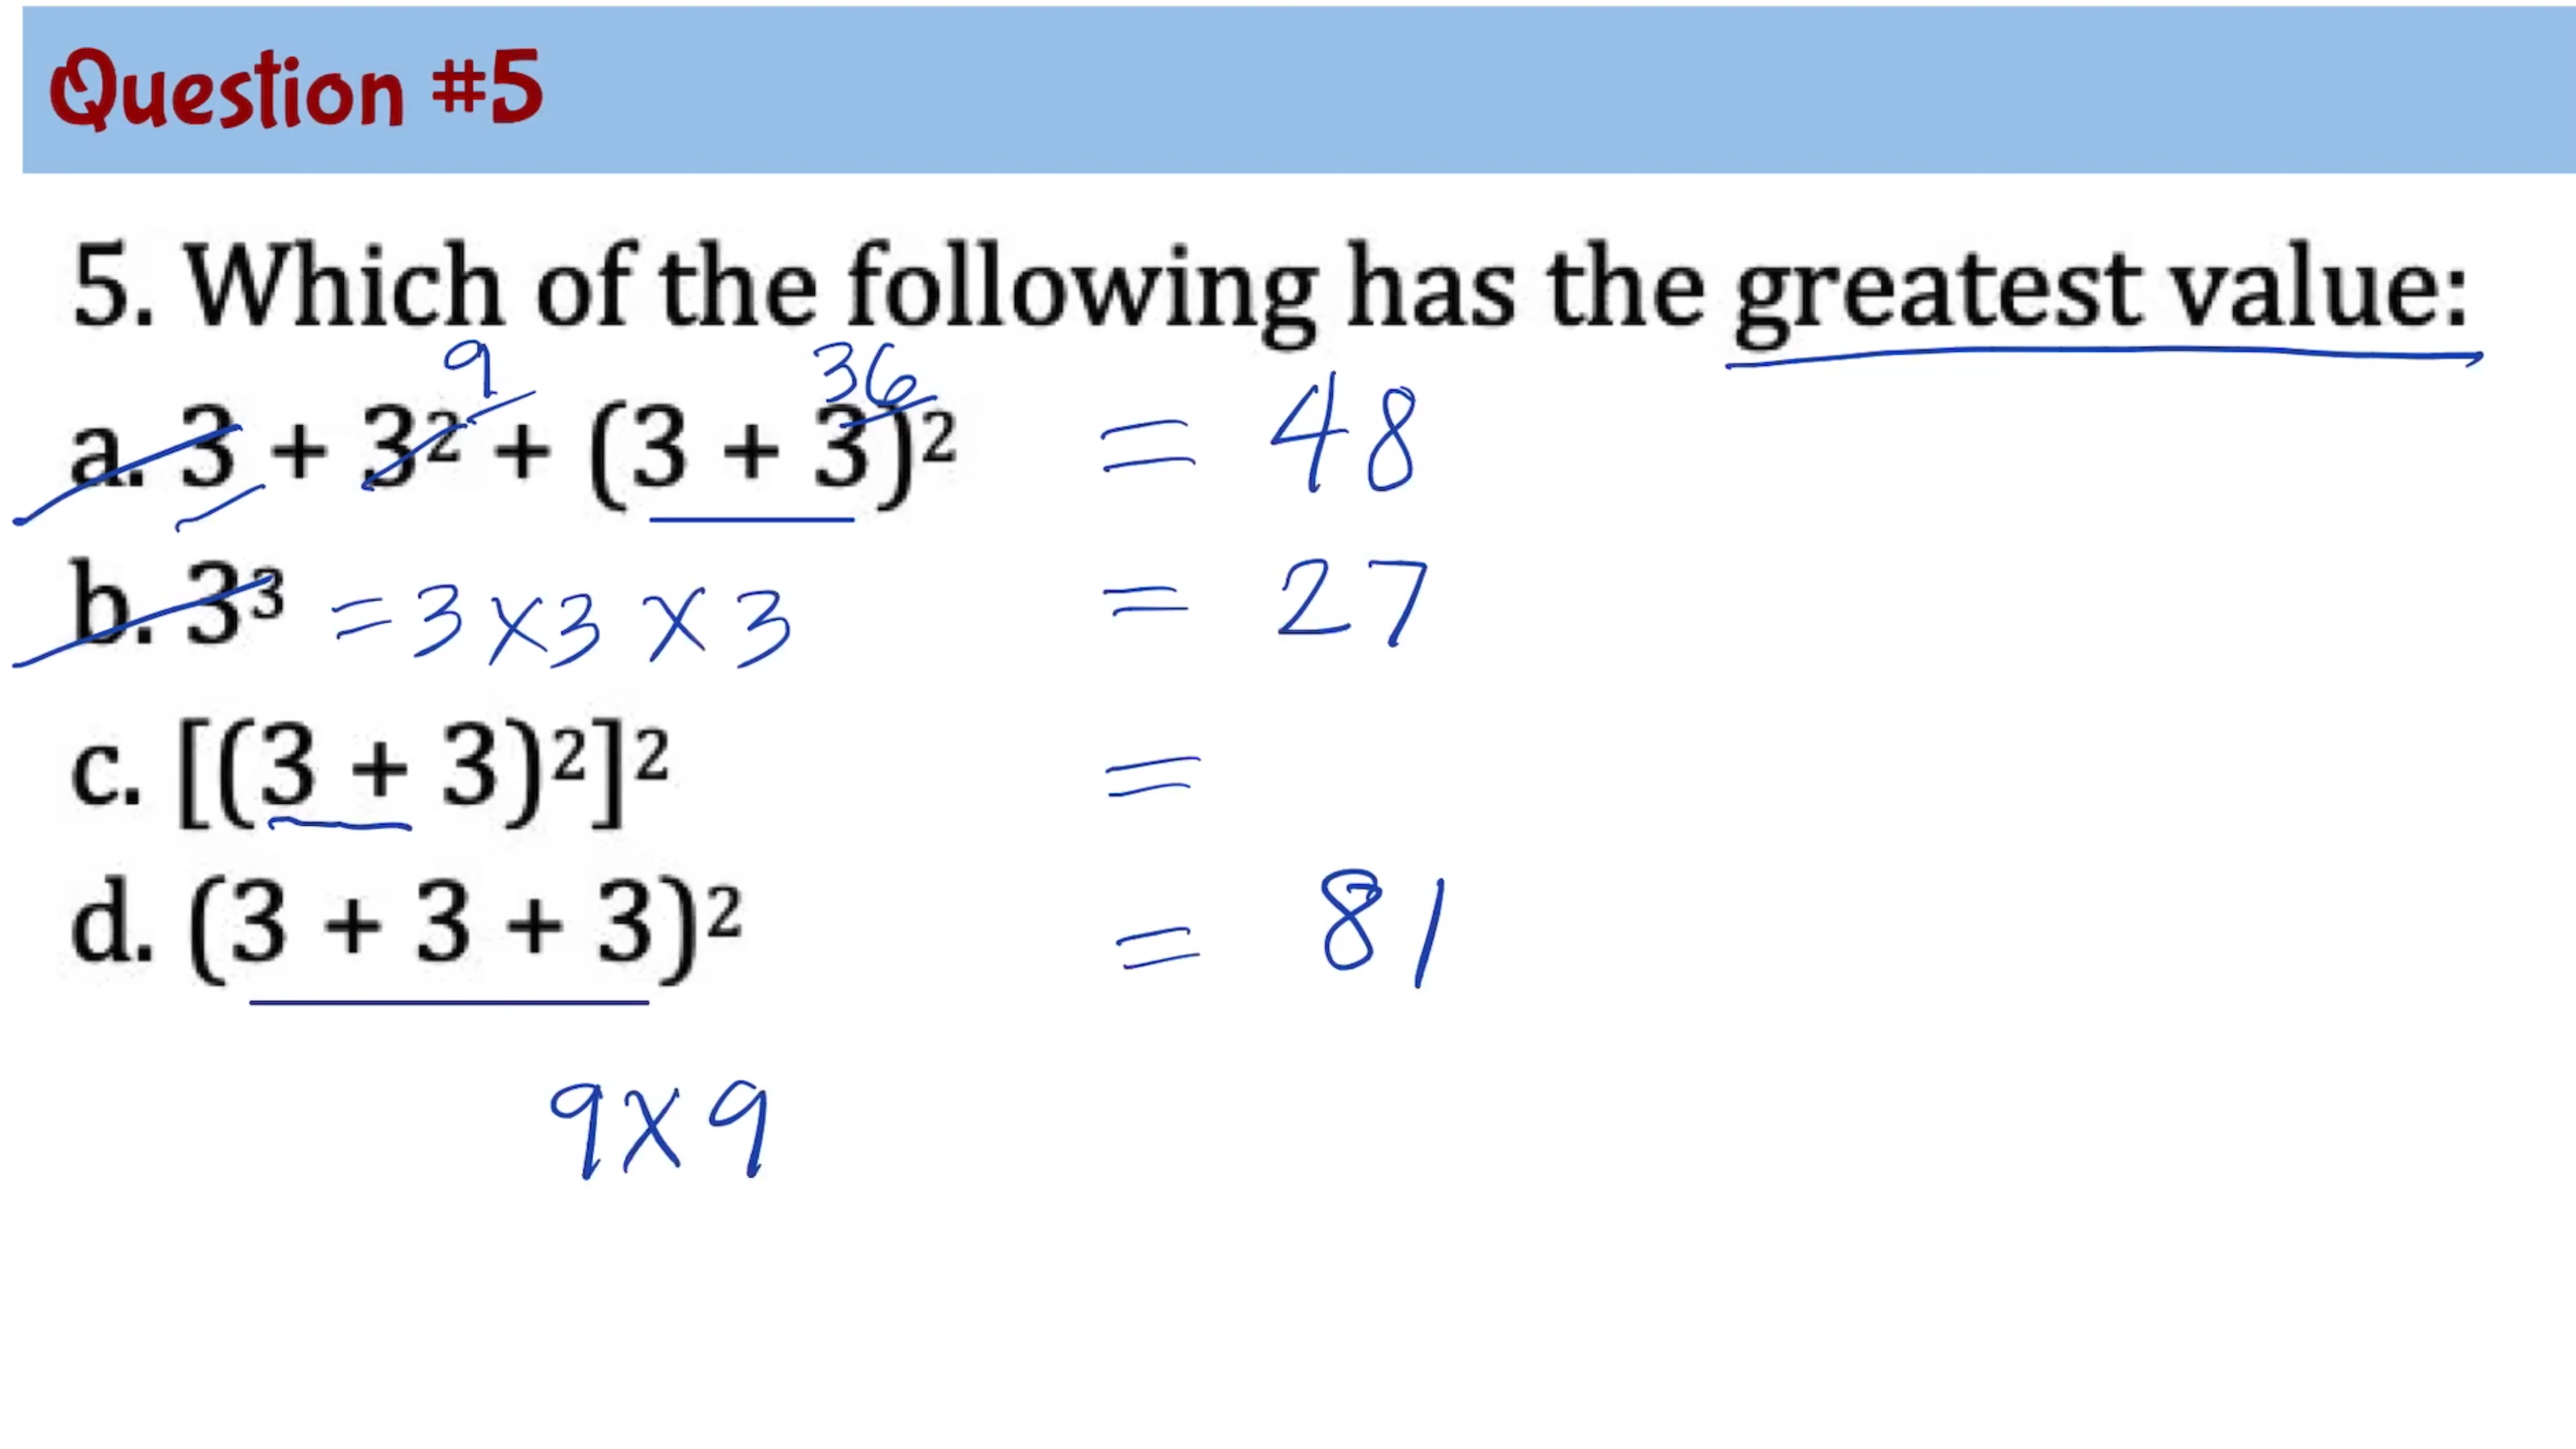 Question #5
5. Which of the following has the greatest value:
9 36
a. 3 + 3² + (3 + 3)² = 48
b. 3³ = 3 × 3 × 3 = 27
c. [(3 + 3)²]² =
d. (3 + 3 + 3)² = 81
9 × 9